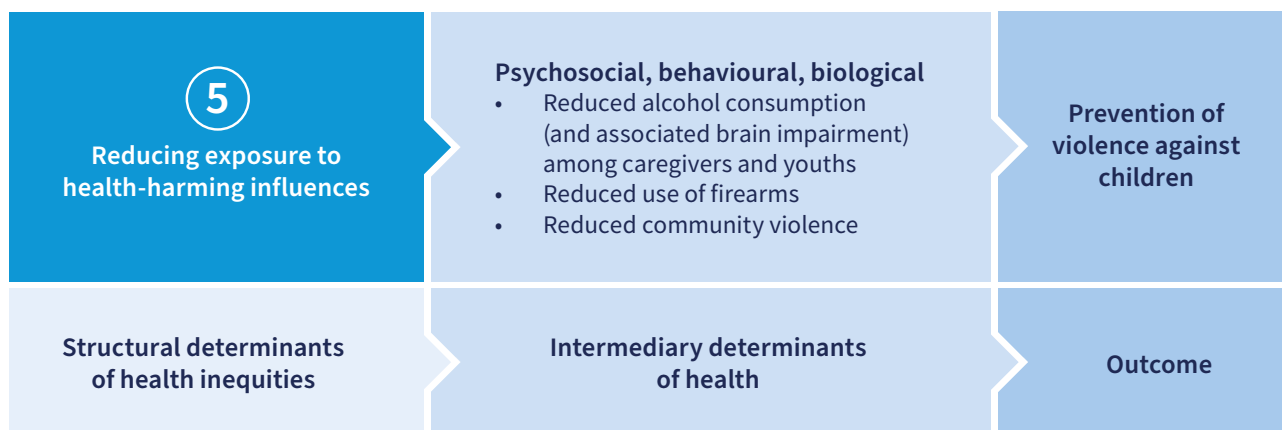 5
Reducing exposure to
health-harming influences
Psychosocial, behavioural, biological
• Reduced alcohol consumption
(and associated brain impairment)
among caregivers and youths
• Reduced use of firearms
• Reduced community violence
Prevention of
violence against
children
Structural determinants
of health inequities
Intermediary determinants
of health
Outcome